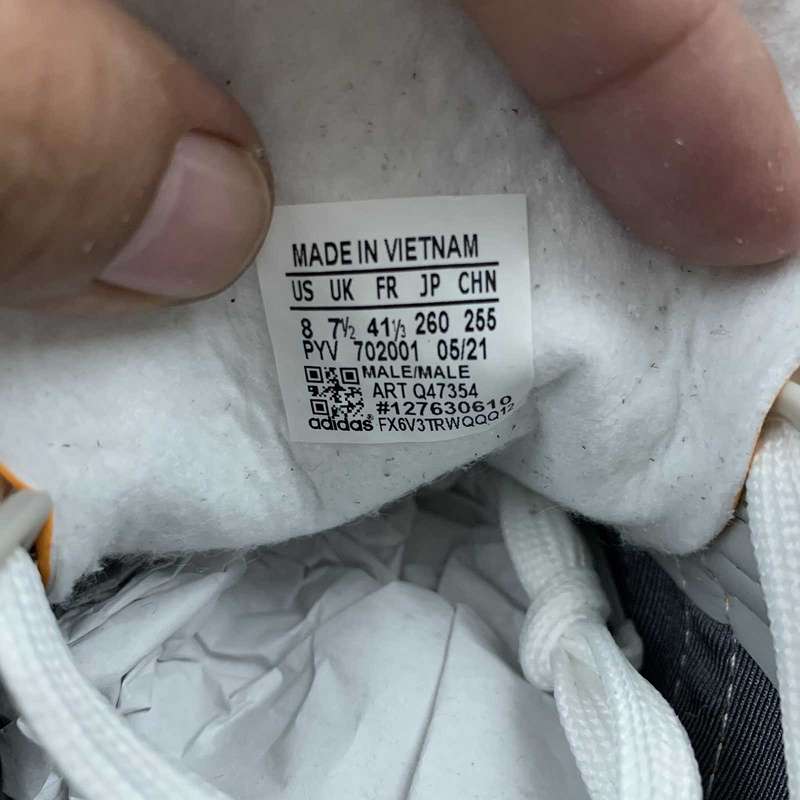 MADE IN VIETNAM
US UK FR JP CHN
8 7½ 41⅓ 260 255
PYV 702001 05/21
MALE/MALE
ART Q47354
#127630610
adidas® FX6V3TRWQQQ12